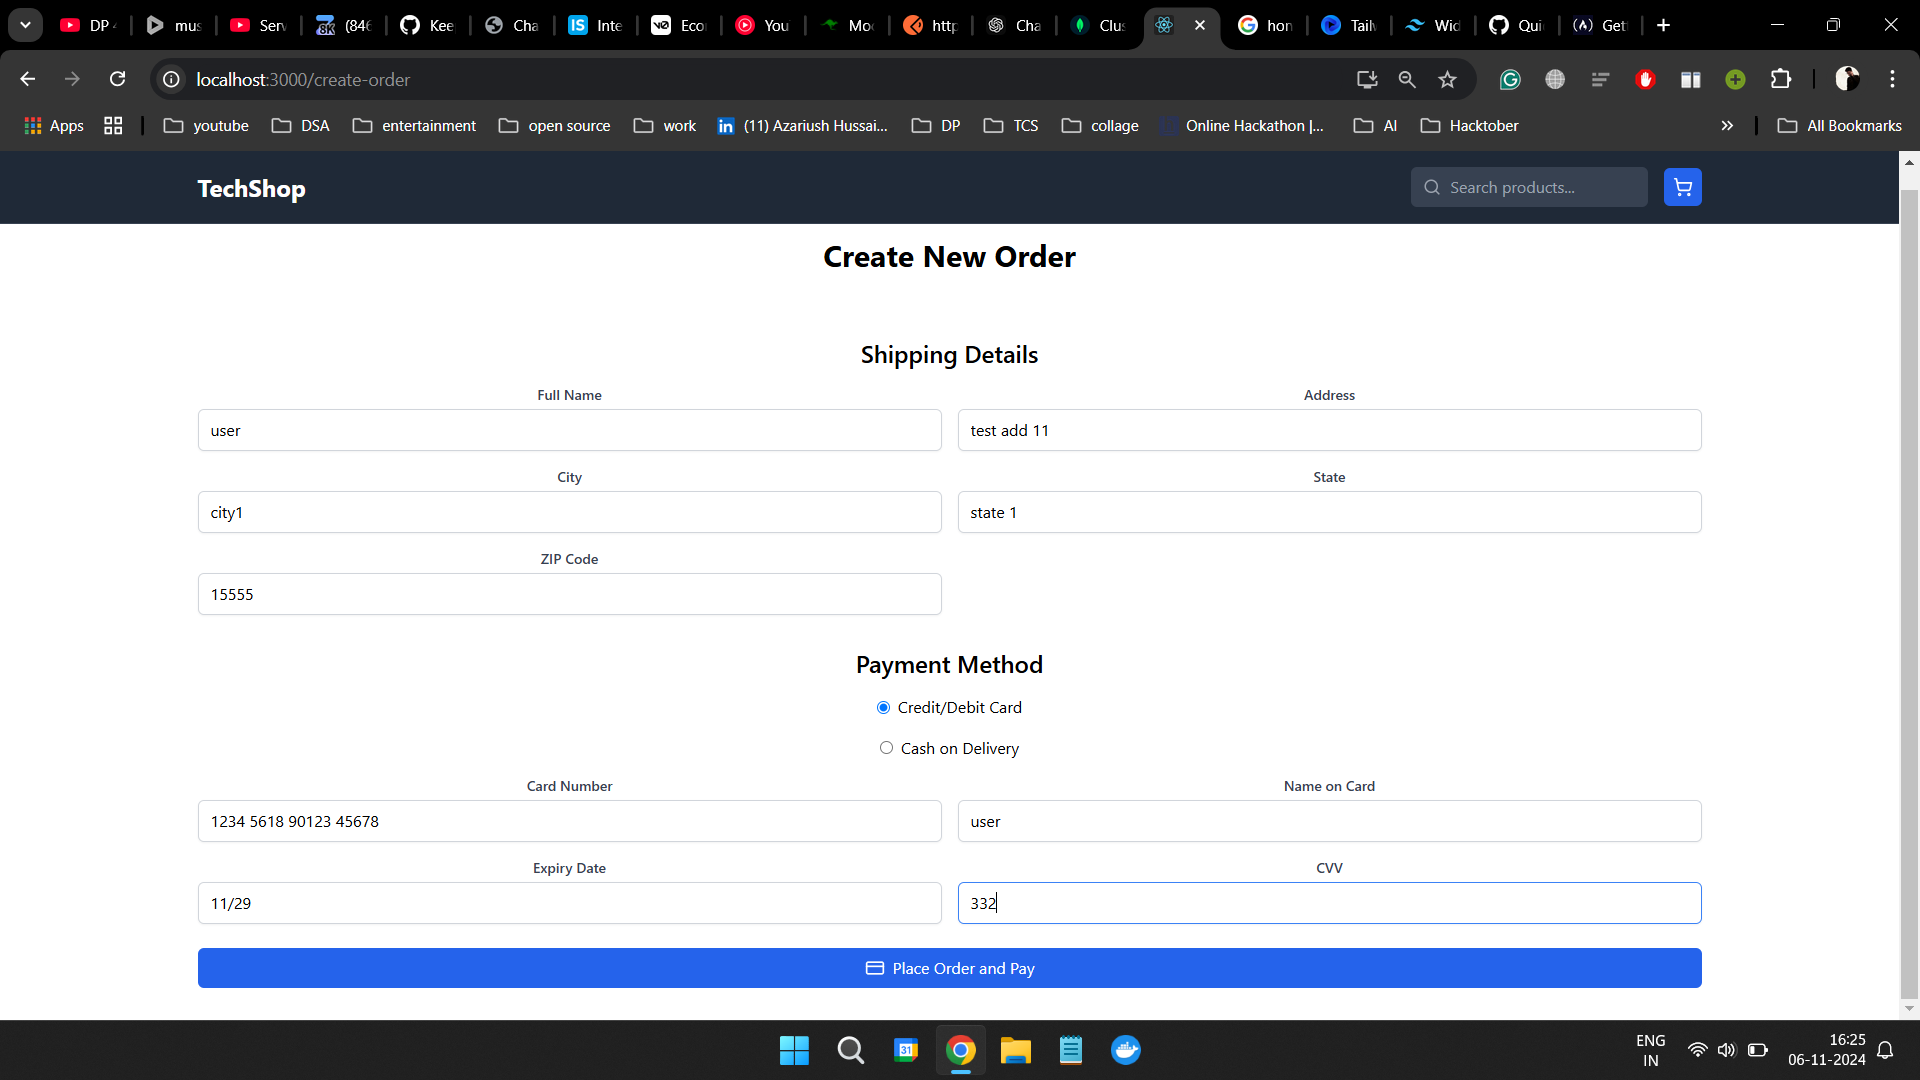 DP
mus
Serv
(846
Kee
Cha
Inte
Eco
You
Mo
http
Cha
Clus
hon
Tailw
Wid
Qui
Get
localhost:3000/create-order
Apps
youtube
DSA
entertainment
open source
work
(11) Azariush Hussai...
DP
TCS
collage
Online Hackathon |...
AI
Hacktober
All Bookmarks
TechShop
Search products...
Create New Order
Shipping Details
Full Name
Address
user
test add 11
City
State
city1
state 1
ZIP Code
15555
Payment Method
Credit/Debit Card
Cash on Delivery
Card Number
Name on Card
1234 5618 90123 45678
user
Expiry Date
CVV
11/29
332
Place Order and Pay
31
ENG
IN
16:25
06-11-2024